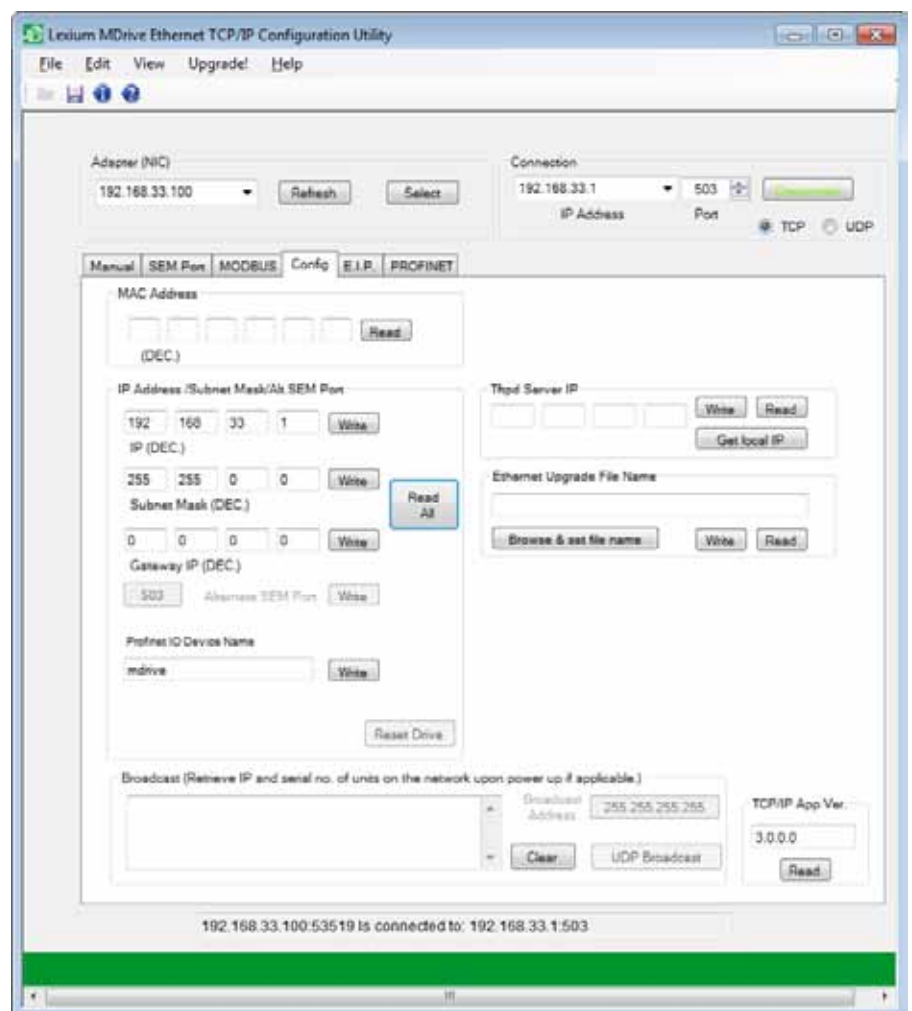 Lexium MDrive Ethernet TCP/IP Configuration Utility
File Edit View Upgrade! Help
Adapter (NIC)
192.168.33.100 Refresh Select
Connection
192.168.33.1 503
IP Address Port
TCP UDP
Manual SEM Port MODBUS Config E.I.P. PROFINET
MAC Address
Read
(DEC.)
IP Address /Subnet Mask/Alt SEM Port
192 168 33 1 Write
IP (DEC.)
255 255 0 0 Write
Subnet Mask (DEC.)
Read
All
0 0 0 0 Write
Gateway IP (DEC.)
503 Alternate SEM Port Write
Profinet IO Device Name
mdrive Write
Reset Drive
Thpd Server IP
Write Read
Get local IP
Ethernet Upgrade File Name
Browse & set file name Write Read
Broadcast (Retrieve IP and serial no. of units on the network upon power up if applicable.)
Broadcast
Address
255.255.255.255
Clear UDP Broadcast
TCP/IP App Ver.
3.0.0.0
Read
192.168.33.100:53519 Is connected to: 192.168.33.1:503